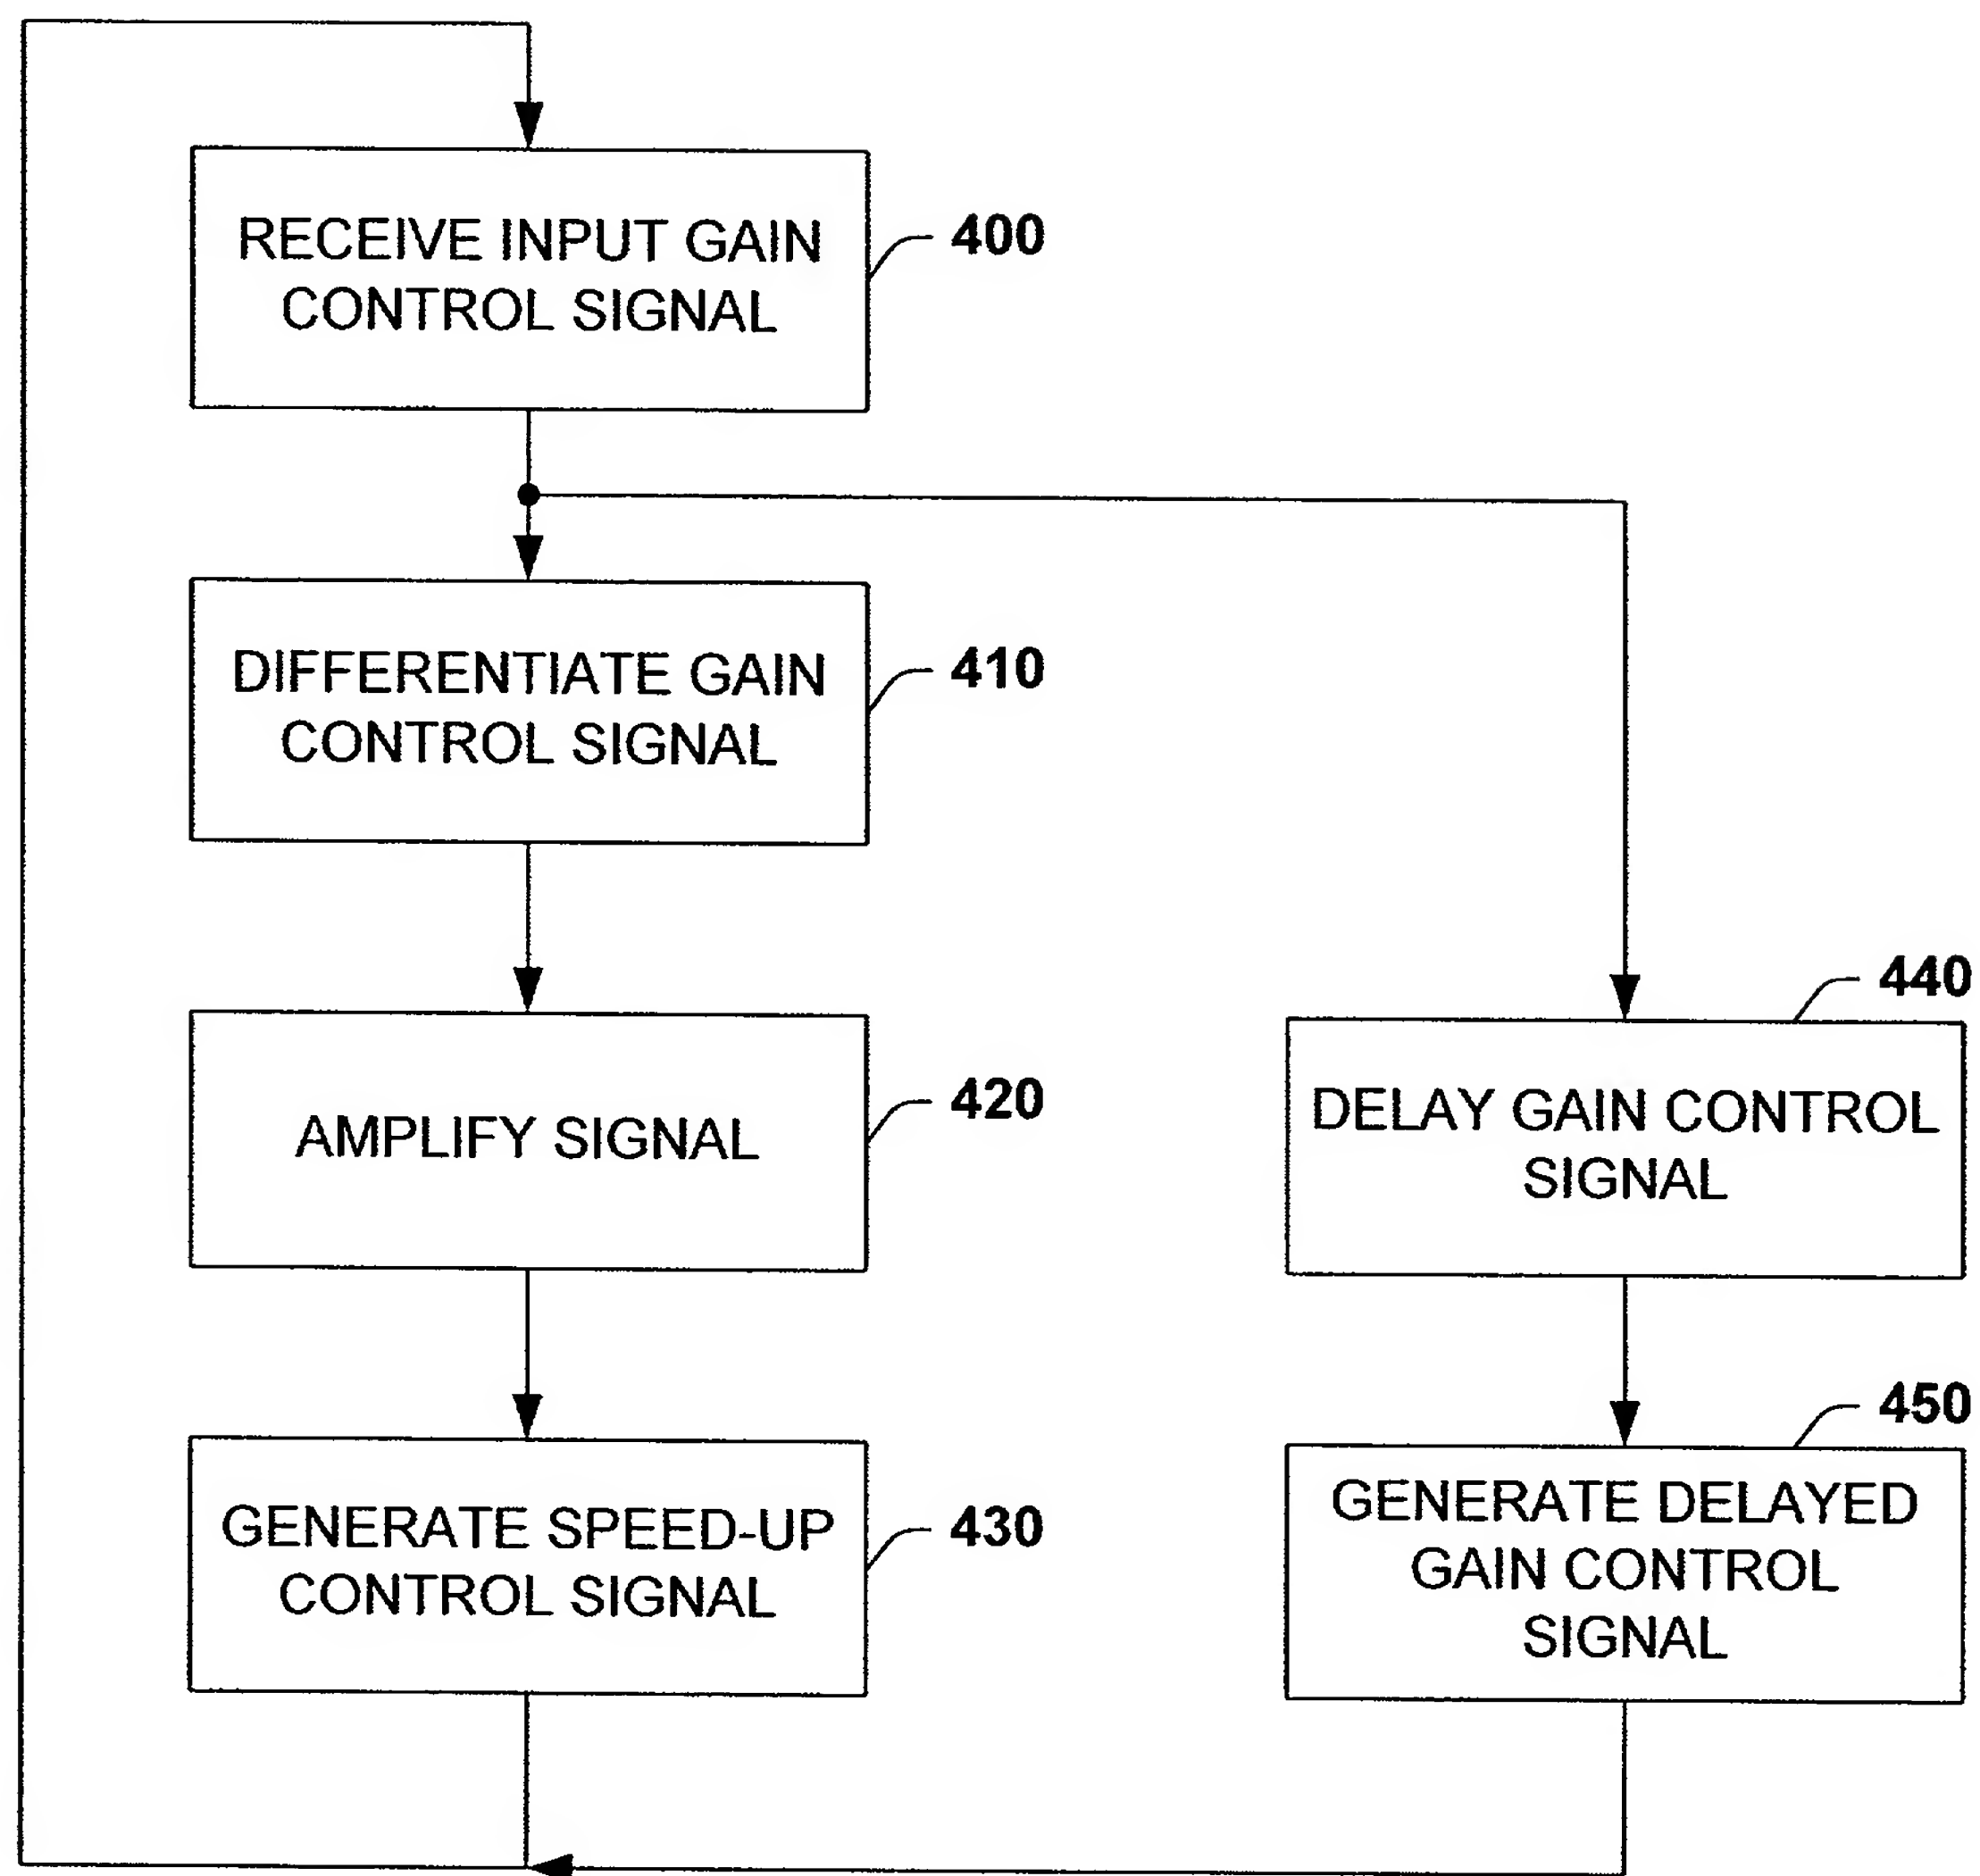 RECEIVE INPUT GAIN
CONTROL SIGNAL
400
DIFFERENTIATE GAIN
CONTROL SIGNAL
410
AMPLIFY SIGNAL
420
GENERATE SPEED-UP
CONTROL SIGNAL
430
440
DELAY GAIN CONTROL
SIGNAL
450
GENERATE DELAYED
GAIN CONTROL
SIGNAL